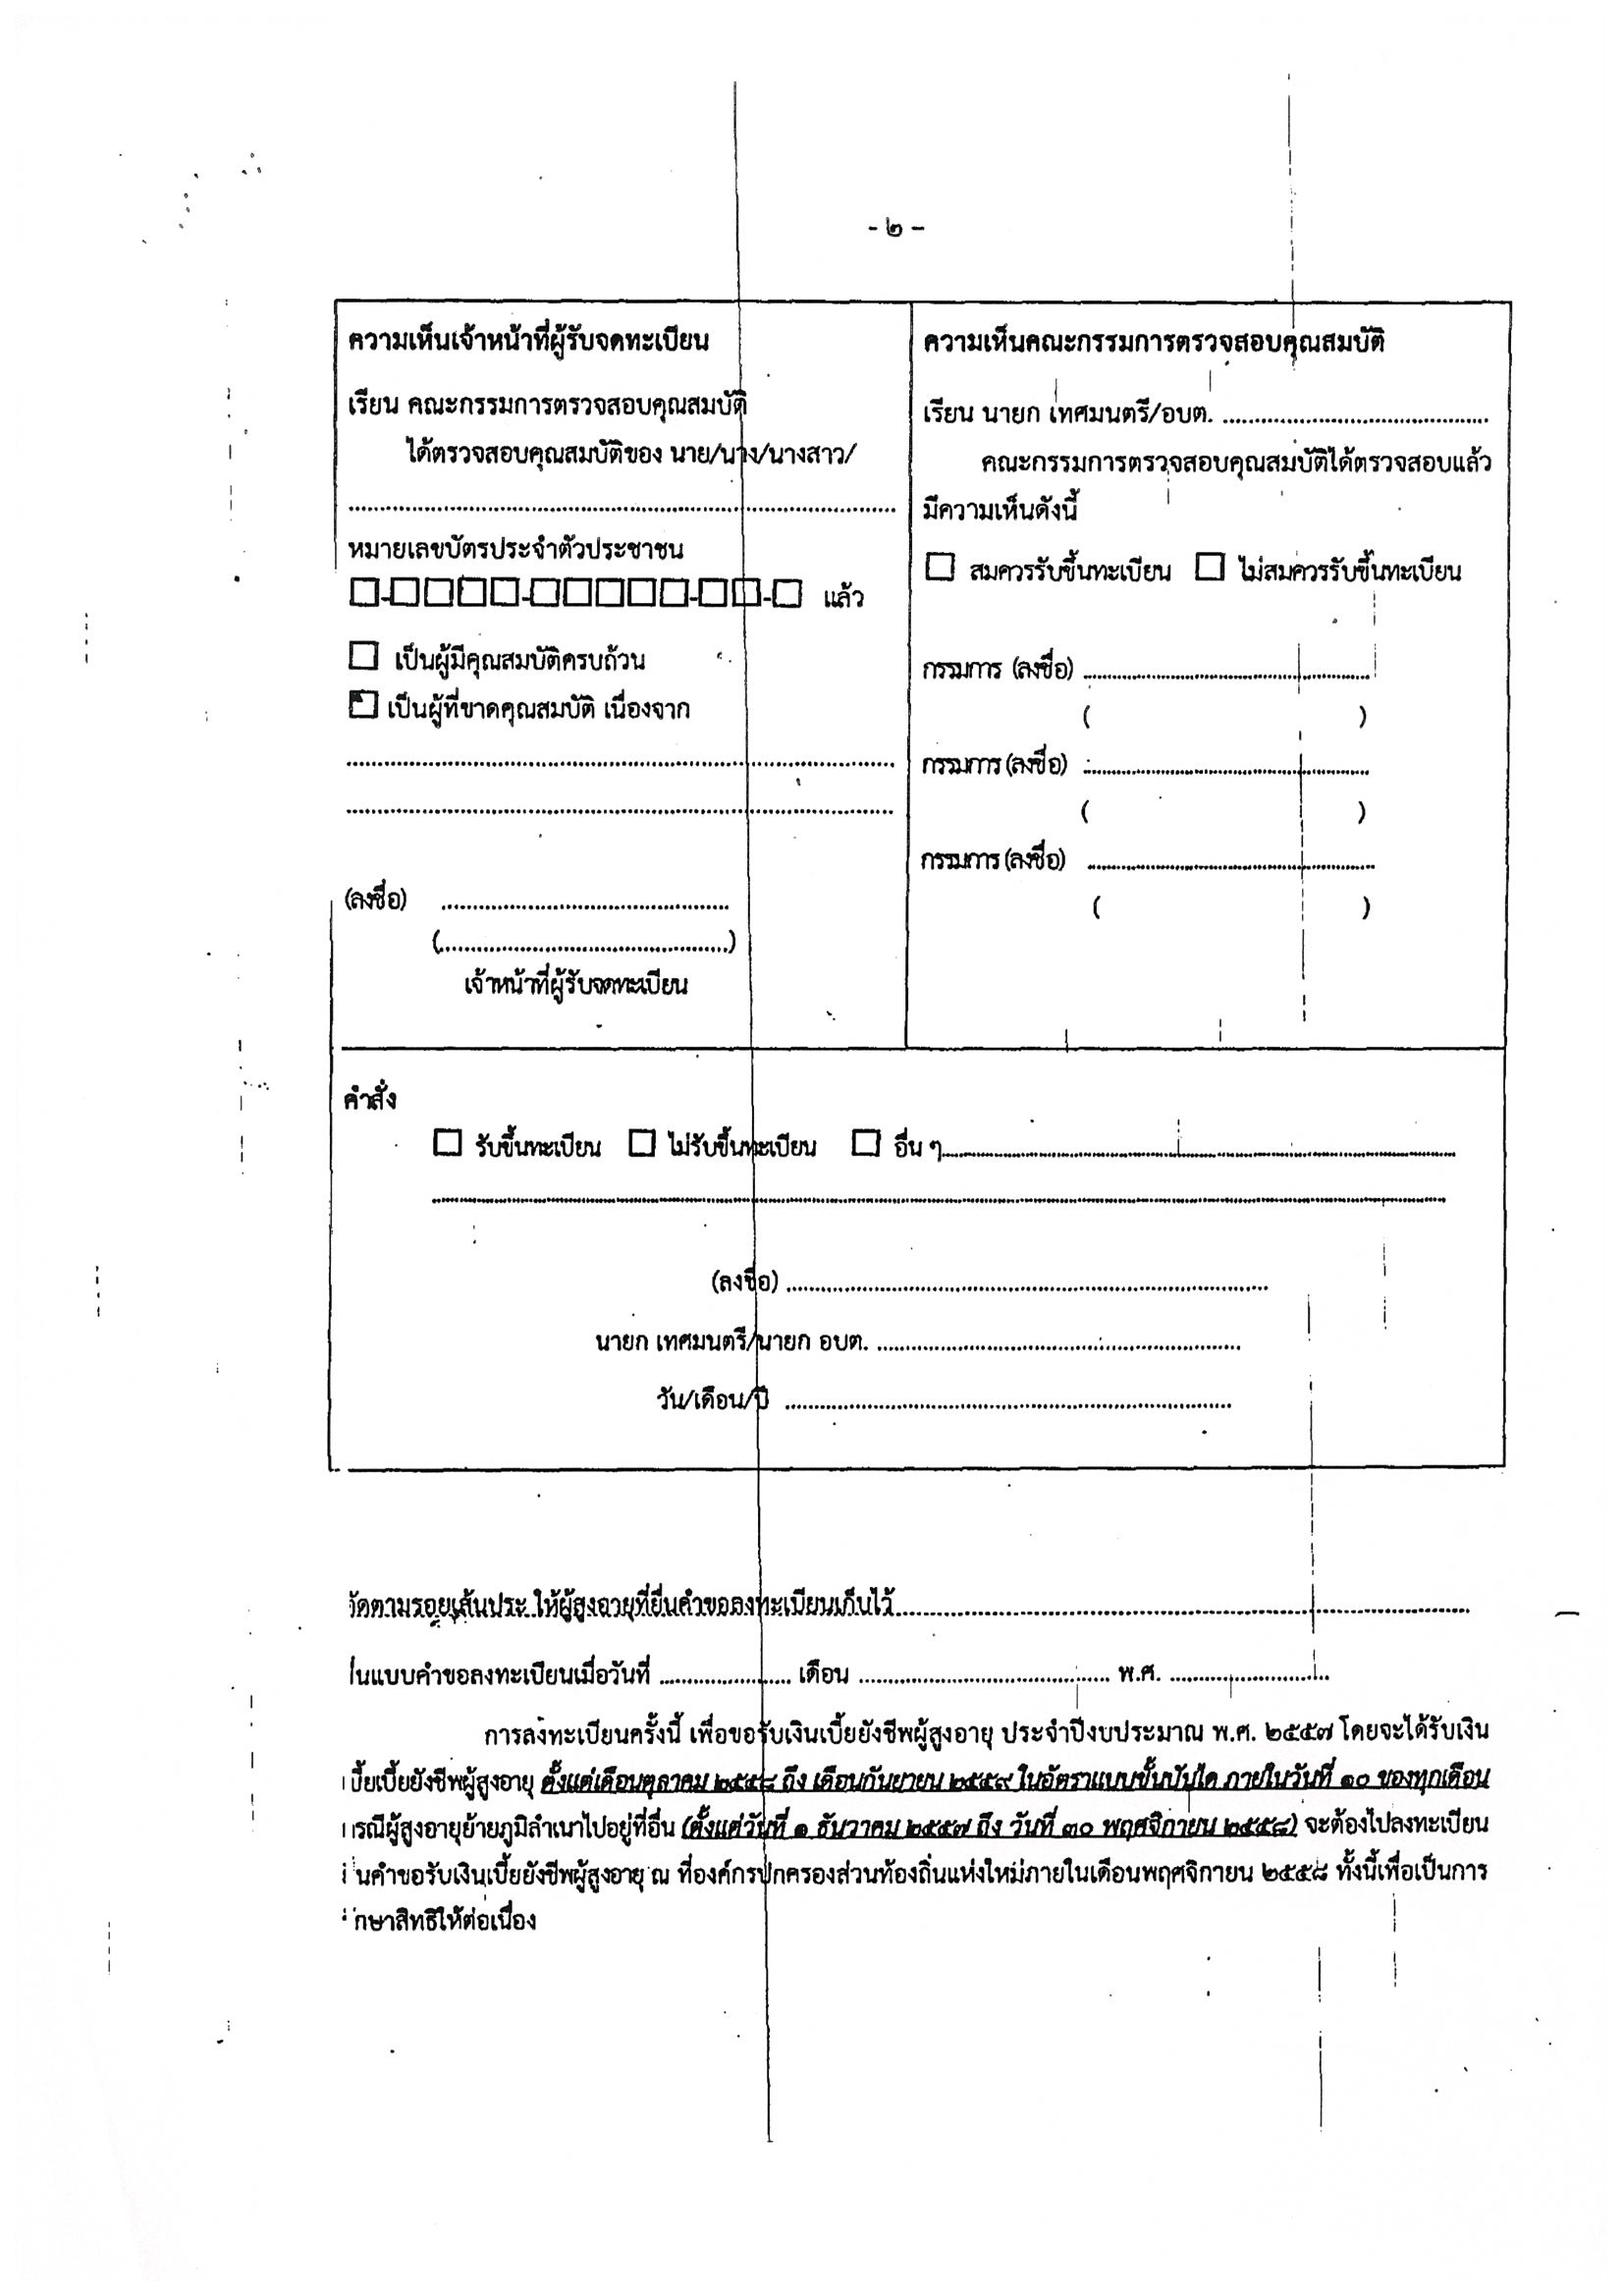 - ๒ -
ความเห็นเจ้าหน้าที่ผู้รับจดทะเบียน
เรียน คณะกรรมการตรวจสอบคุณสมบัติ
ได้ตรวจสอบคุณสมบัติของ นาย/นาง/นางสาว/
................................................................
หมายเลขบัตรประจำตัวประชาชน
☐-☐☐☐☐-☐☐☐☐☐-☐☐-☐ แล้ว
☐ เป็นผู้มีคุณสมบัติครบถ้วน
☐ เป็นผู้ที่ขาดคุณสมบัติ เนื่องจาก
................................................................
................................................................
(ลงชื่อ) ........................................
(........................................)
เจ้าหน้าที่ผู้รับจดทะเบียน
ความเห็นคณะกรรมการตรวจสอบคุณสมบัติ
เรียน นายก เทศมนตรี/อบต. ........................................
คณะกรรมการตรวจสอบคุณสมบัติได้ตรวจสอบแล้ว
มีความเห็นดังนี้
☐ สมควรรับขึ้นทะเบียน ☐ ไม่สมควรรับขึ้นทะเบียน
กรรมการ (ลงชื่อ) ........................................
( )
กรรมการ (ลงชื่อ) ........................................
( )
กรรมการ (ลงชื่อ) ........................................
( )
คำสั่ง
☐ รับขึ้นทะเบียน ☐ ไม่รับขึ้นทะเบียน ☐ อื่น ๆ................................................................
................................................................
(ลงชื่อ) ................................................................
นายก เทศมนตรี/นายก อบต. ........................................
วัน/เดือน/ปี ........................................
ตามรอยเส้นประ ให้ผู้สูงอายุที่ยื่นคำขอลงทะเบียนเก็บไว้................................................................
แบบคำขอลงทะเบียนเมื่อวันที่ .................... เดือน ................................ พ.ศ. ....................
การลงทะเบียนครั้งนี้ เพื่อขอรับเงินเบี้ยยังชีพผู้สูงอายุ ประจำปีงบประมาณ พ.ศ. ๒๕๕๗ โดยจะได้รับเงิน
เบี้ยยังชีพผู้สูงอายุ ตั้งแต่เดือนตุลาคม ๒๕๕๘ ถึง เดือนกันยายน ๒๕๕๙ ในอัตราแบบขั้นบันได ภายในวันที่ ๑๐ ของทุกเดือน
ผู้สูงอายุย้ายภูมิลำเนาไปอยู่ที่อื่น (ตั้งแต่วันที่ ๑ ธันวาคม ๒๕๕๗ ถึง วันที่ ๓๐ พฤศจิกายน ๒๕๕๘) จะต้องไปลงทะเบียน
คำขอรับเงินเบี้ยยังชีพผู้สูงอายุ ณ ที่องค์กรปกครองส่วนท้องถิ่นแห่งใหม่ภายในเดือนพฤศจิกายน ๒๕๕๘ ทั้งนี้เพื่อเป็นการ
สิทธิให้ต่อเนื่อง